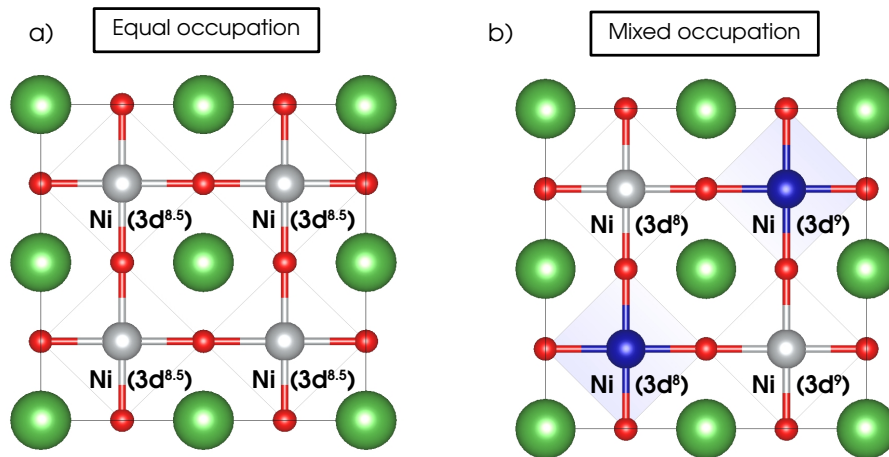 a) Equal occupation
b) Mixed occupation
Ni (3d⁸·⁵) Ni (3d⁸·⁵)
Ni (3d⁸) Ni (3d⁹)
Ni (3d⁸·⁵) Ni (3d⁸·⁵)
Ni (3d⁸) Ni (3d⁹)